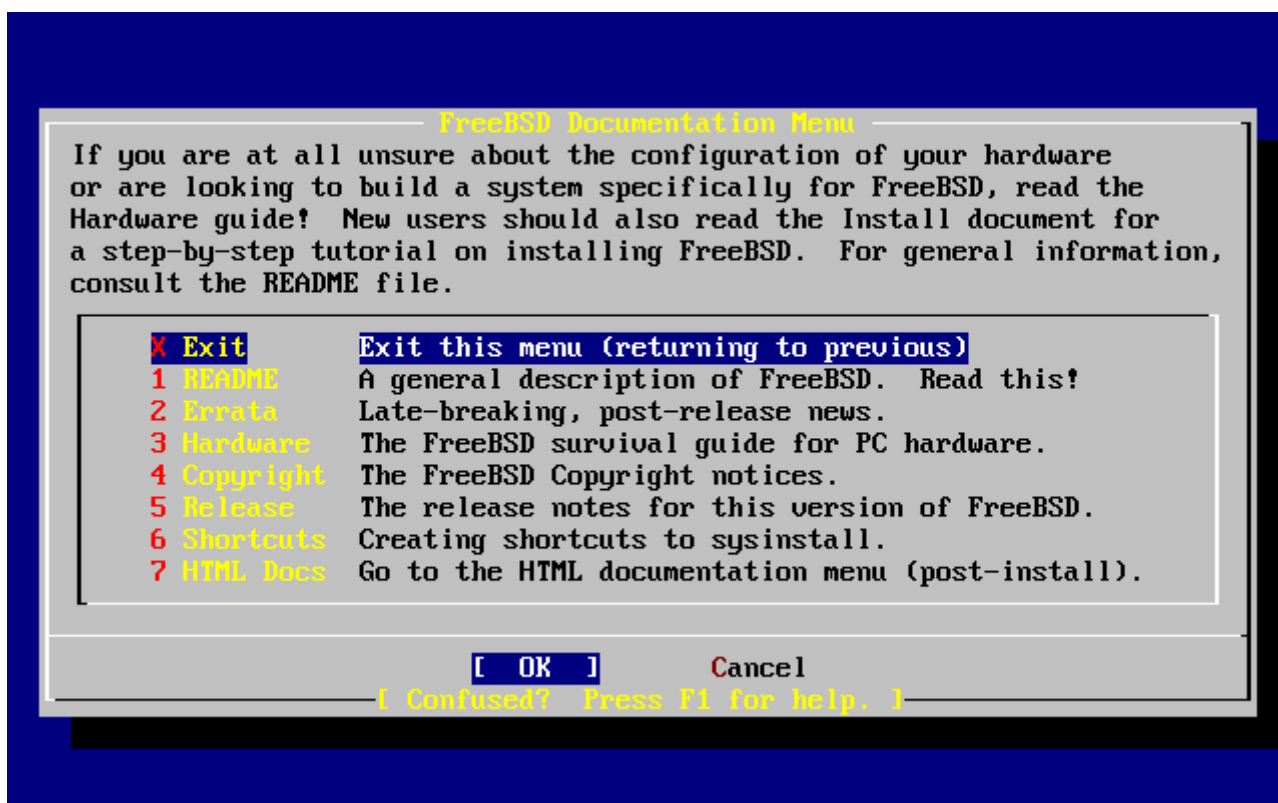 FreeBSD Documentation Menu
If you are at all unsure about the configuration of your hardware
or are looking to build a system specifically for FreeBSD, read the
Hardware guide!  New users should also read the Install document for
a step-by-step tutorial on installing FreeBSD.  For general information,
consult the README file.
X Exit Exit this menu (returning to previous)
1 README A general description of FreeBSD.  Read this!
2 Errata Late-breaking, post-release news.
3 Hardware The FreeBSD survival guide for PC hardware.
4 Copyright The FreeBSD Copyright notices.
5 Release The release notes for this version of FreeBSD.
6 Shortcuts Creating shortcuts to sysinstall.
7 HTML Docs Go to the HTML documentation menu (post-install).
[  OK  ] Cancel
[ Confused?  Press F1 for help. ]